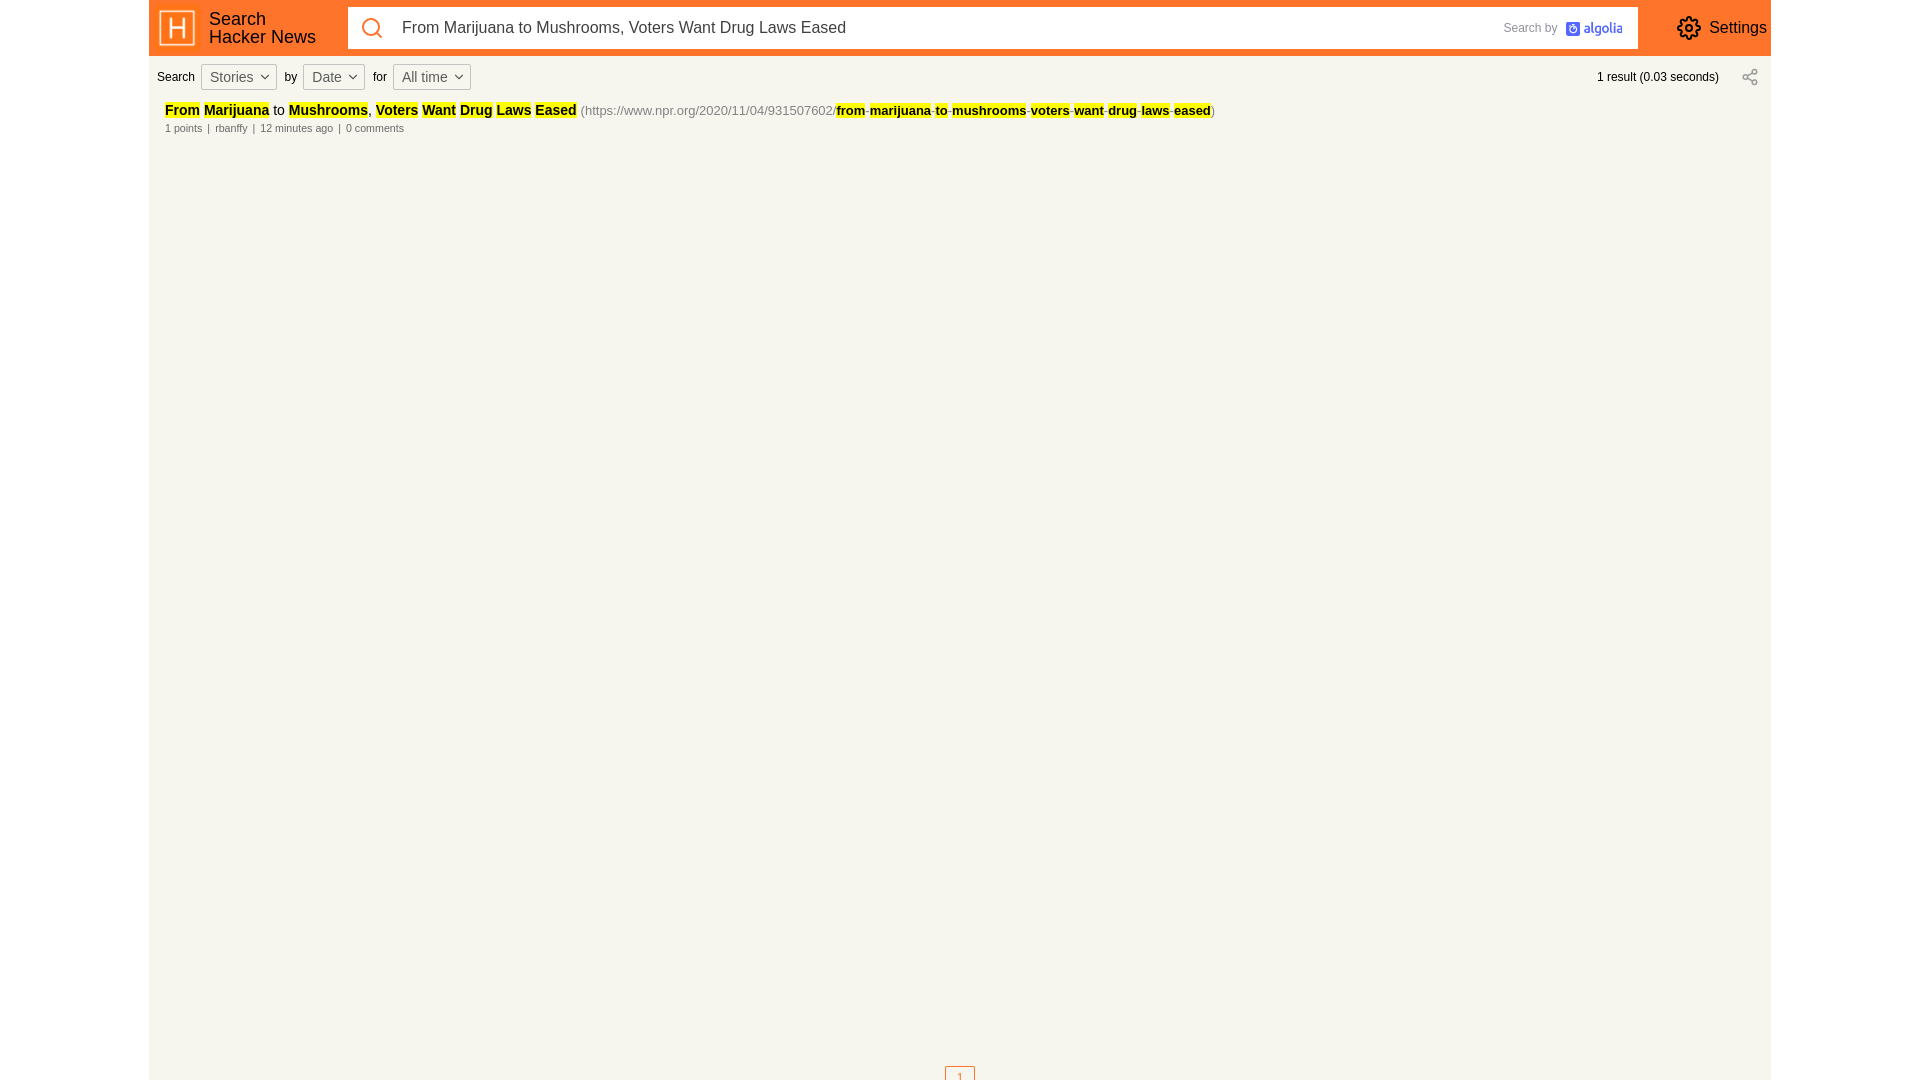 H
Search
Hacker News
From Marijuana to Mushrooms, Voters Want Drug Laws Eased
Search by algolia
Settings
Search Stories by Date for All time
1 result (0.03 seconds)
From Marijuana to Mushrooms, Voters Want Drug Laws Eased (https://www.npr.org/2020/11/04/931507602/from-marijuana-to-mushrooms-voters-want-drug-laws-eased)
1 points | rbanffy | 12 minutes ago | 0 comments
1